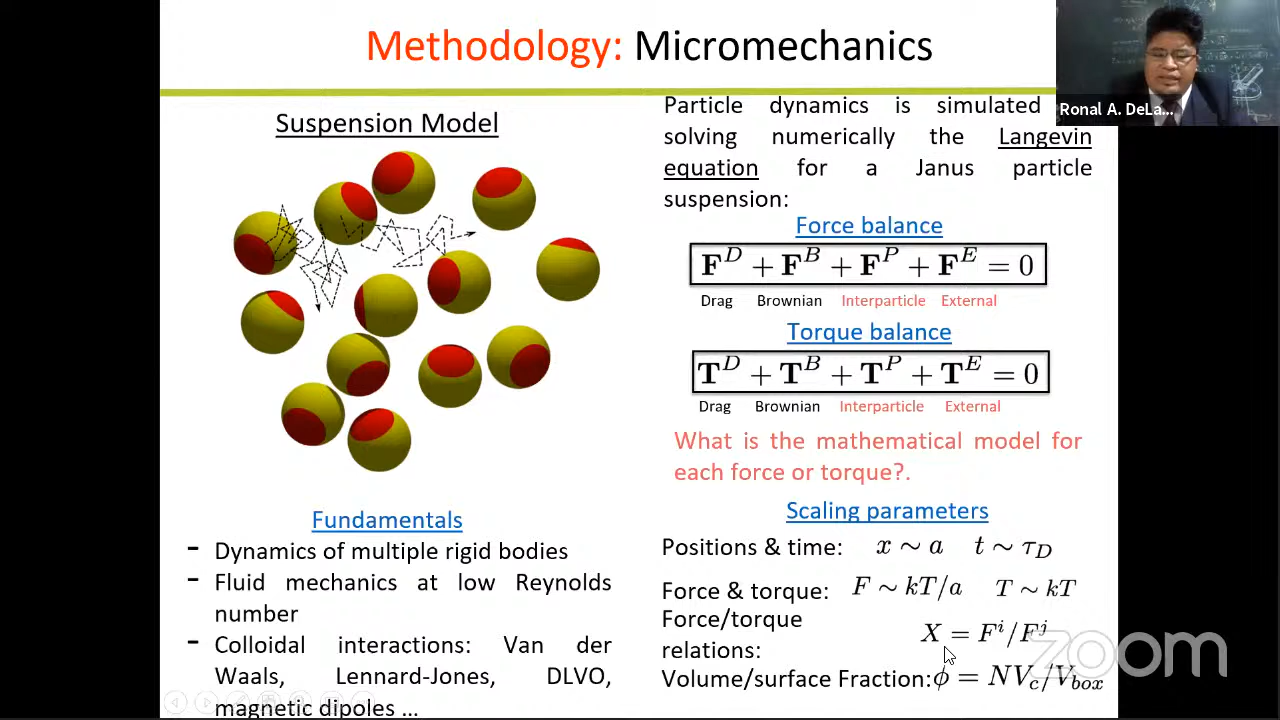 Methodology: Micromechanics
Suspension Model
Fundamentals
- Dynamics of multiple rigid bodies
- Fluid mechanics at low Reynolds
number
- Colloidal interactions: Van der
Waals, Lennard-Jones, DLVO,
magnetic dipoles ...
Particle dynamics is simulated
solving numerically the Langevin
equation for a Janus particle
suspension:
Force balance
F^D + F^B + F^P + F^E = 0
Drag Brownian Interparticle External
Torque balance
T^D + T^B + T^P + T^E = 0
Drag Brownian Interparticle External
What is the mathematical model for
each force or torque?.
Scaling parameters
Positions & time: x ~ a t ~ τ_D
Force & torque: F ~ kT/a T ~ kT
Force/torque
relations: X = F^i/F^j
Volume/surface Fraction: ϕ = NV_c/V_box
Ronal A. DeLa...
zoom